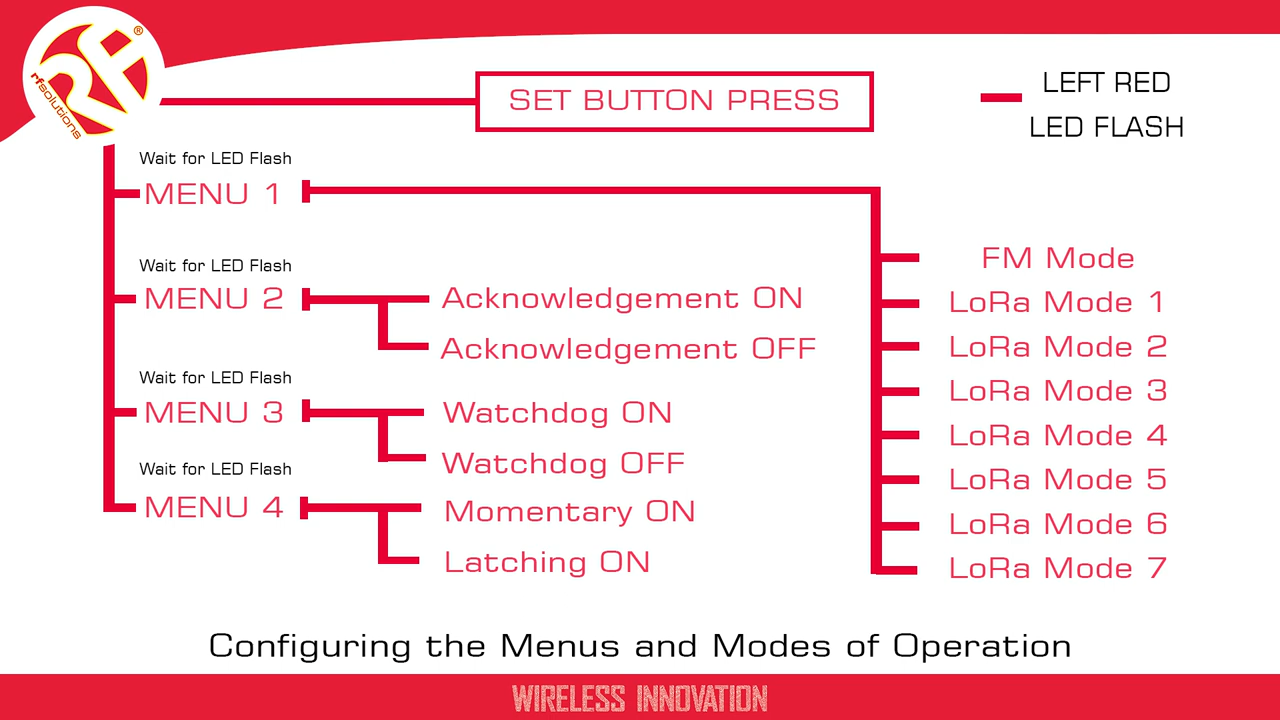 RF®
rfsolutions
SET BUTTON PRESS
LEFT RED
LED FLASH
Wait for LED Flash
MENU 1
Wait for LED Flash
MENU 2
Acknowledgement ON
Acknowledgement OFF
Wait for LED Flash
MENU 3
Watchdog ON
Watchdog OFF
Wait for LED Flash
MENU 4
Momentary ON
Latching ON
FM Mode
LoRa Mode 1
LoRa Mode 2
LoRa Mode 3
LoRa Mode 4
LoRa Mode 5
LoRa Mode 6
LoRa Mode 7
Configuring the Menus and Modes of Operation
WIRELESS INNOVATION